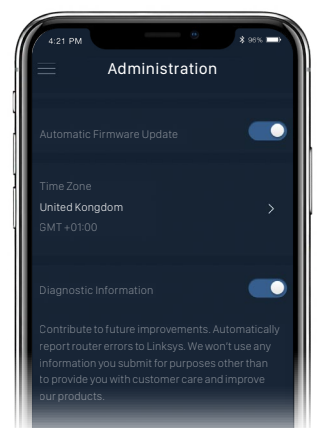 4:21 PM
96%
Administration
Automatic Firmware Update
Time Zone
United Kongdom
GMT +01:00
Diagnostic Information
Contribute to future improvements. Automatically
report router errors to Linksys. We won't use any
information you submit for purposes other than
to provide you with customer care and improve
our products.